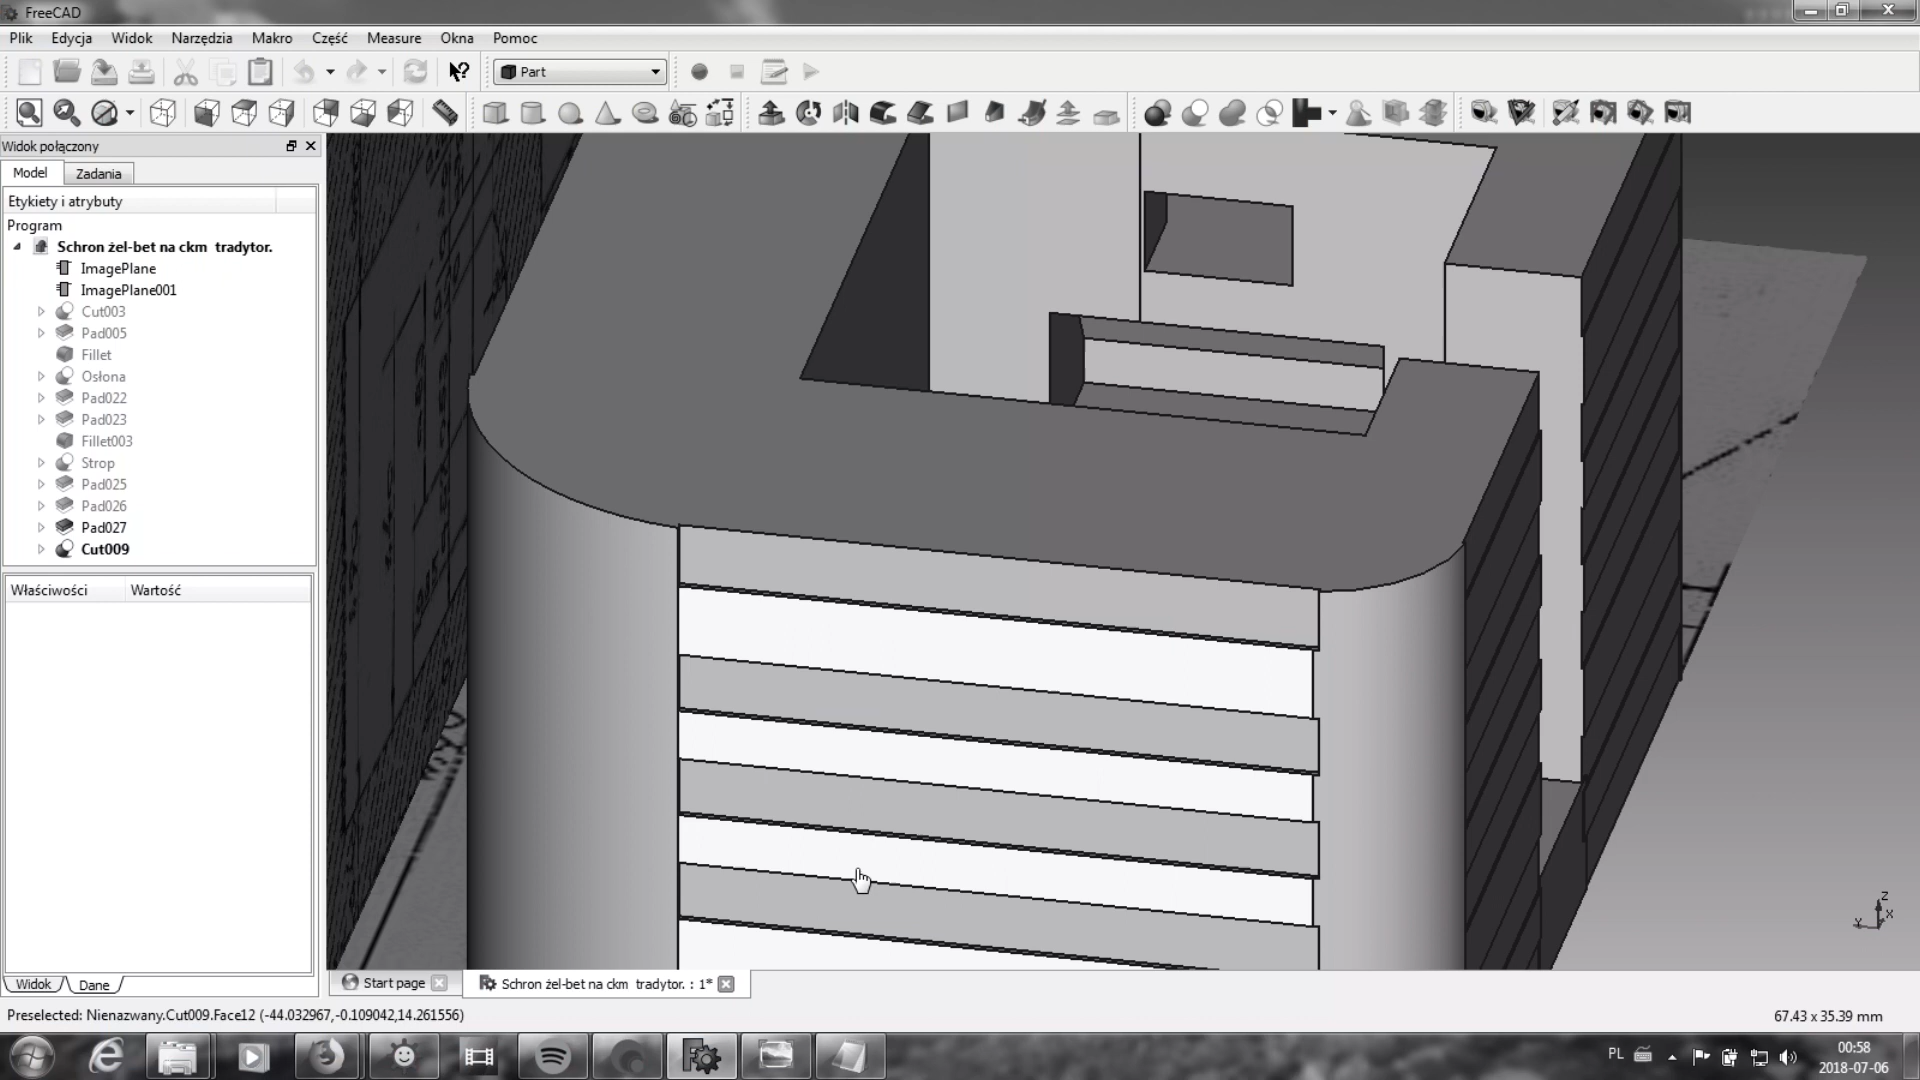 FreeCAD
Plik Edycja Widok Narzędzia Makro Część Measure Okna Pomoc
Part
Widok połączony
Model Zadania
Etykiety i atrybuty
Program
Schron żel-bet na ckm tradytor.
ImagePlane
ImagePlane001
Cut003
Pad005
Fillet
Osłona
Pad022
Pad023
Fillet003
Strop
Pad025
Pad026
Pad027
Cut009
Właściwości Wartość
Z
X
Y
Widok Dane
Start page Schron żel-bet na ckm tradytor. : 1*
Preselected: Nienazwany.Cut009.Face12 (-44.032967,-0.109042,14.261556)
67.43 x 35.39 mm
PL
00:58
2018-07-06